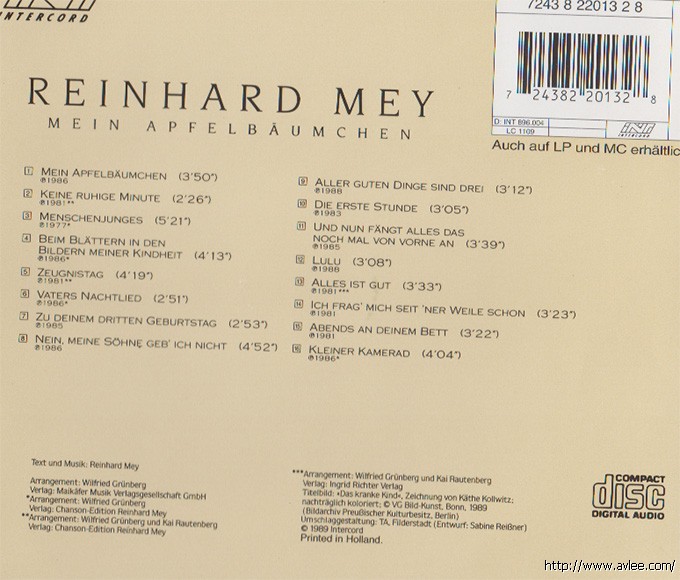 INTERCORD
7243 8 22013 2 8
7 24382 20132 8
D: INT 896.004
LC 1109
INT
Auch auf LP und MC erhältlic
REINHARD MEY
MEIN APFELBÄUMCHEN
1 MEIN APFELBÄUMCHEN (3'50")
℗1986
2 KEINE RUHIGE MINUTE (2'26")
℗1981**
3 MENSCHENJUNGES (5'21")
℗1977*
4 BEIM BLÄTTERN IN DEN
BILDERN MEINER KINDHEIT (4'13")
℗1986*
5 ZEUGNISTAG (4'19")
℗1981**
6 VATERS NACHTLIED (2'51")
℗1986*
7 ZU DEINEM DRITTEN GEBURTSTAG (2'53")
℗1985
8 NEIN, MEINE SÖHNE GEB' ICH NICHT (4'52")
℗1986
9 ALLER GUTEN DINGE SIND DREI (3'12")
℗1988
10 DIE ERSTE STUNDE (3'05")
℗1983
11 UND NUN FÄNGT ALLES DAS
NOCH MAL VON VORNE AN (3'39")
℗1985
12 LULU (3'08")
℗1988
13 ALLES IST GUT (3'33")
℗1981***
14 ICH FRAG' MICH SEIT 'NER WEILE SCHON (3'23")
℗1981
15 ABENDS AN DEINEM BETT (3'22")
℗1981
16 KLEINER KAMERAD (4'04")
℗1986*
Text und Musik: Reinhard Mey
Arrangement: Wilfried Grünberg
Verlag: Maikäfer Musik Verlagsgesellschaft GmbH
*Arrangement: Wilfried Grünberg
Verlag: Chanson-Edition Reinhard Mey
**Arrangement: Wilfried Grünberg und Kai Rautenberg
Verlag: Chanson-Edition Reinhard Mey
***Arrangement: Wilfried Grünberg und Kai Rautenberg
Verlag: Ingrid Richter Verlag
Titelbild: »Das kranke Kind«, Zeichnung von Käthe Kollwitz;
nachträglich koloriert; © VG Bild-Kunst, Bonn, 1989
(Bildarchiv Preußischer Kulturbesitz, Berlin)
Umschlaggestaltung: TA, Filderstadt (Entwurf: Sabine Reißner)
© 1989 Intercord
Printed in Holland.
COMPACT
disc
DIGITAL AUDIO
http://www.avlee.com/